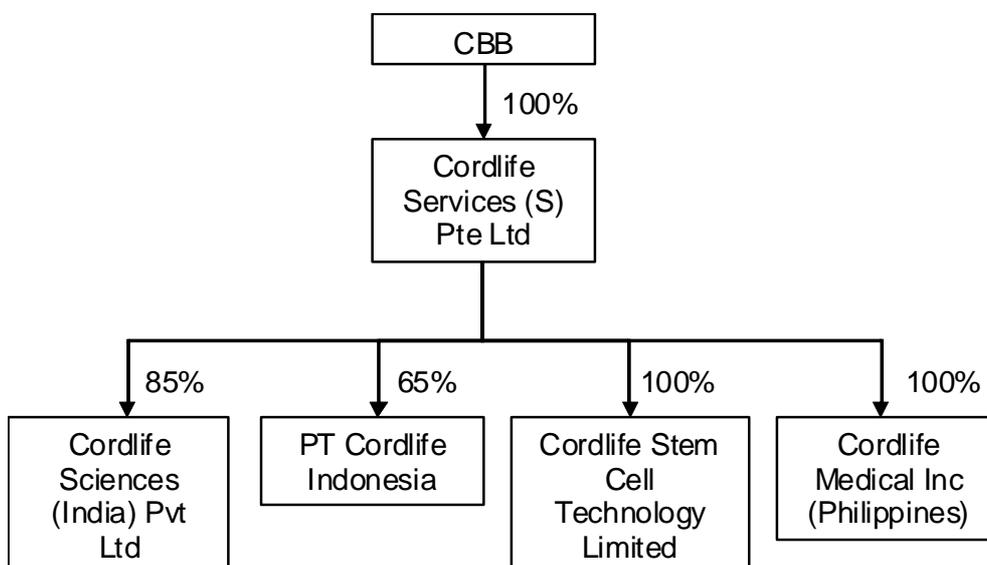 CBB
100%
Cordlife
Services (S)
Pte Ltd
85%
65%
100%
100%
Cordlife
Sciences
(India) Pvt
Ltd
PT Cordlife
Indonesia
Cordlife Stem
Cell
Technology
Limited
Cordlife
Medical Inc
(Philippines)